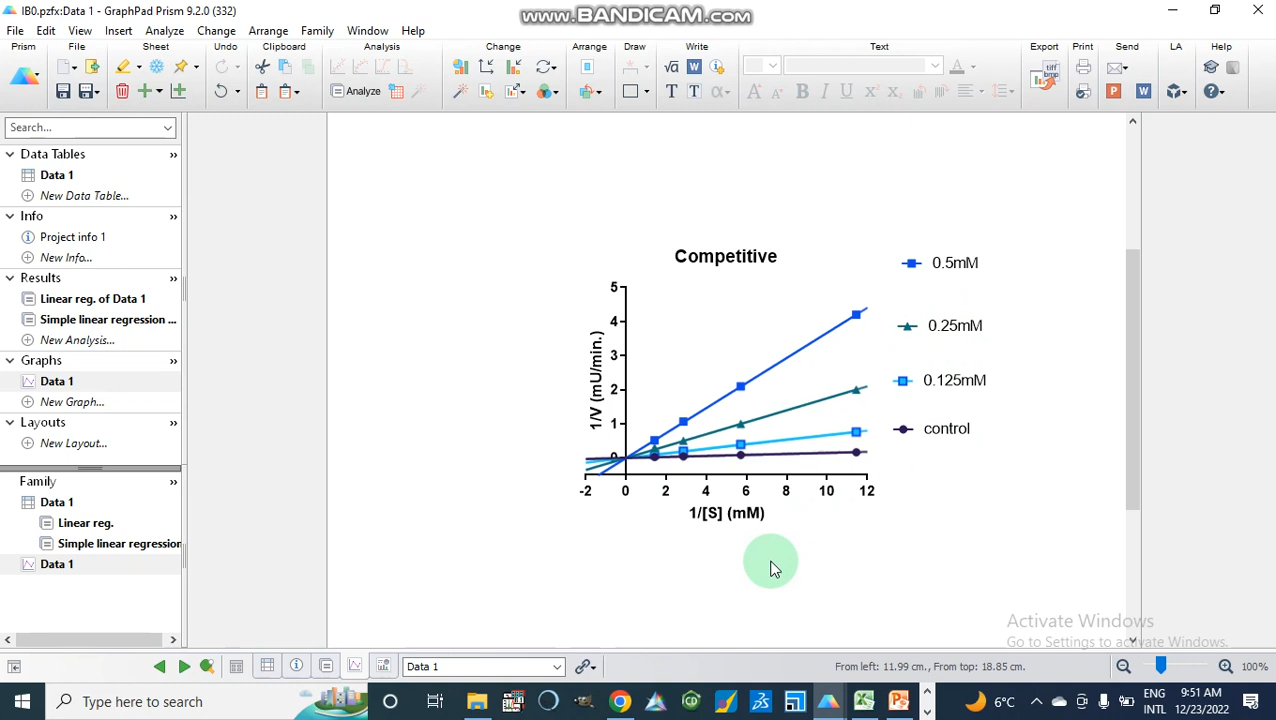 IB0.pzfx:Data 1 - GraphPad Prism 9.2.0 (332)
www.BANDICAM.com
File Edit View Insert Analyze Change Arrange Family Window Help
Prism File Sheet Undo Clipboard Analysis Change Arrange Draw Write Text Export Print Send LA Help
Analyze
Search...
Data Tables
Data 1
New Data Table...
Info
Project info 1
New Info...
Results
Linear reg. of Data 1
Simple linear regression ...
New Analysis...
Graphs
Data 1
New Graph...
Layouts
New Layout...
Family
Data 1
Linear reg.
Simple linear regression
Data 1
Competitive
5
4
3
2
1
0
-2 0 2 4 6 8 10 12
1/V (mU/min.)
1/[S] (mM)
0.5mM
0.25mM
0.125mM
control
Activate Windows
Go to Settings to activate Windows.
Data 1
From left: 11.99 cm, From top: 18.85 cm.
100%
Type here to search
6°C
ENG
INTL
9:51 AM
12/23/2022